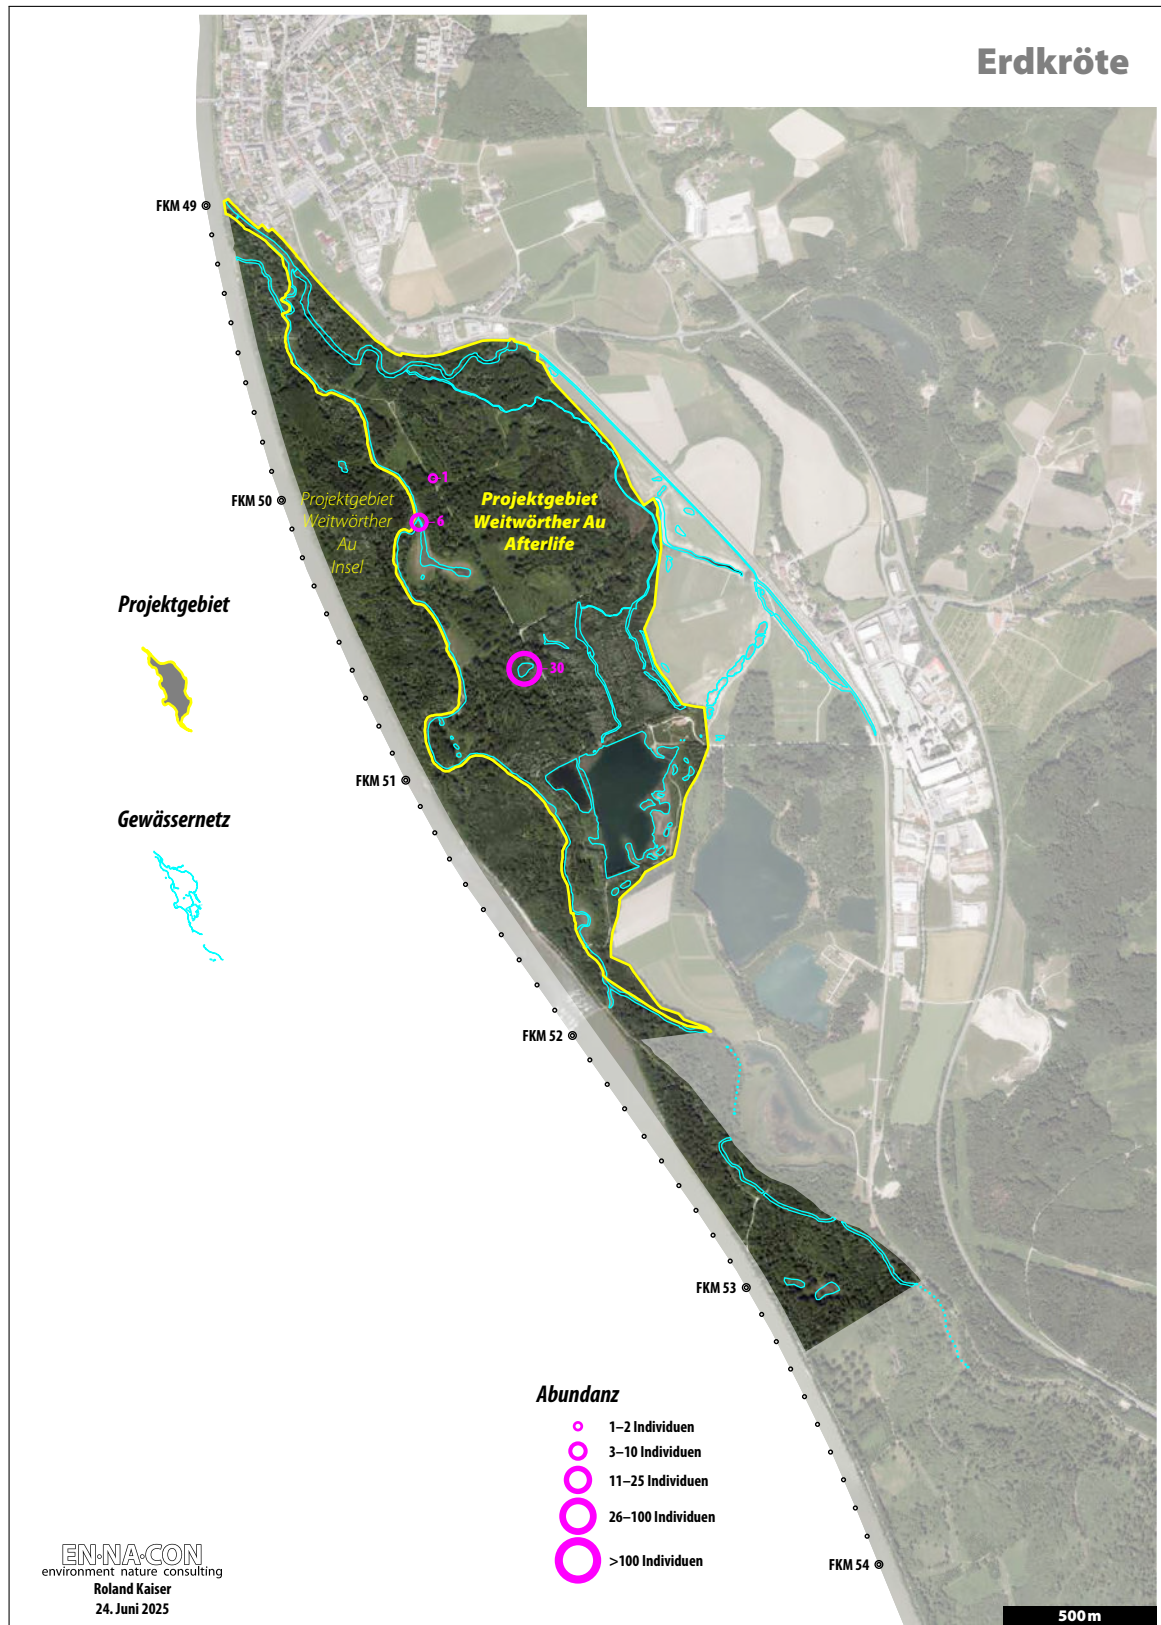 Erdkröte
FKM 49
FKM 50
Projektgebiet
Weitwörther
Au
Insel
1
6
Projektgebiet
Weitwörther Au
Afterlife
30
Projektgebiet
Gewässernetz
FKM 51
FKM 52
FKM 53
FKM 54
Abundanz
1–2 Individuen
3–10 Individuen
11–25 Individuen
26–100 Individuen
>100 Individuen
EN·NA·CON
environment nature consulting
Roland Kaiser
24. Juni 2025
500 m